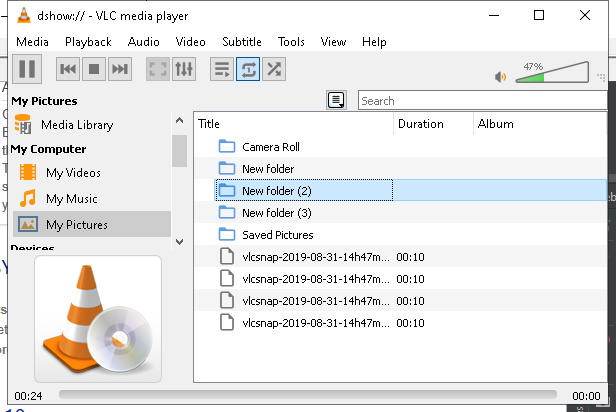 dshow:// - VLC media player
Media Playback Audio Video Subtitle Tools View Help
47%
My Pictures
Search
Media Library
My Computer
My Videos
My Music
My Pictures
Devices
Title Duration Album
Camera Roll
New folder
New folder (2)
New folder (3)
Saved Pictures
vlcsnap-2019-08-31-14h47m... 00:10
vlcsnap-2019-08-31-14h47m... 00:10
vlcsnap-2019-08-31-14h47m... 00:10
vlcsnap-2019-08-31-14h47m... 00:10
00:24 00:00